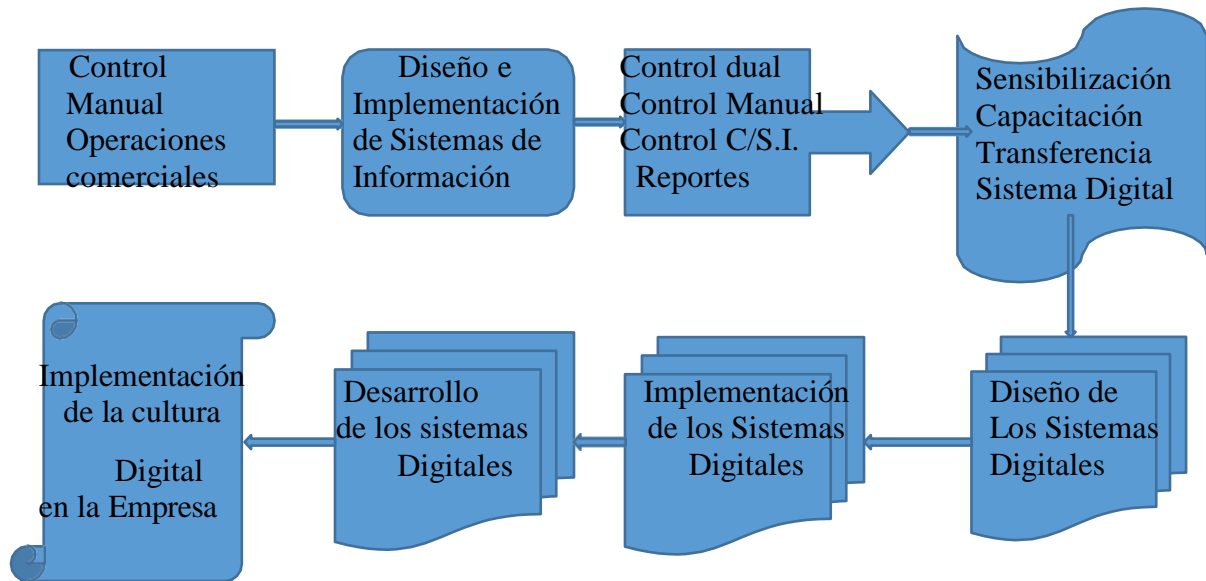 Control
Manual
Operaciones
comerciales
Diseño e
Implementación
de Sistemas de
Información
Control dual
Control Manual
Control C/S.I.
Reportes
Sensibilización
Capacitación
Transferencia
Sistema Digital
Diseño de
Los Sistemas
Digitales
Implementación
de los Sistemas
Digitales
Desarrollo
de los sistemas
Digitales
Implementación
de la cultura
Digital
en la Empresa